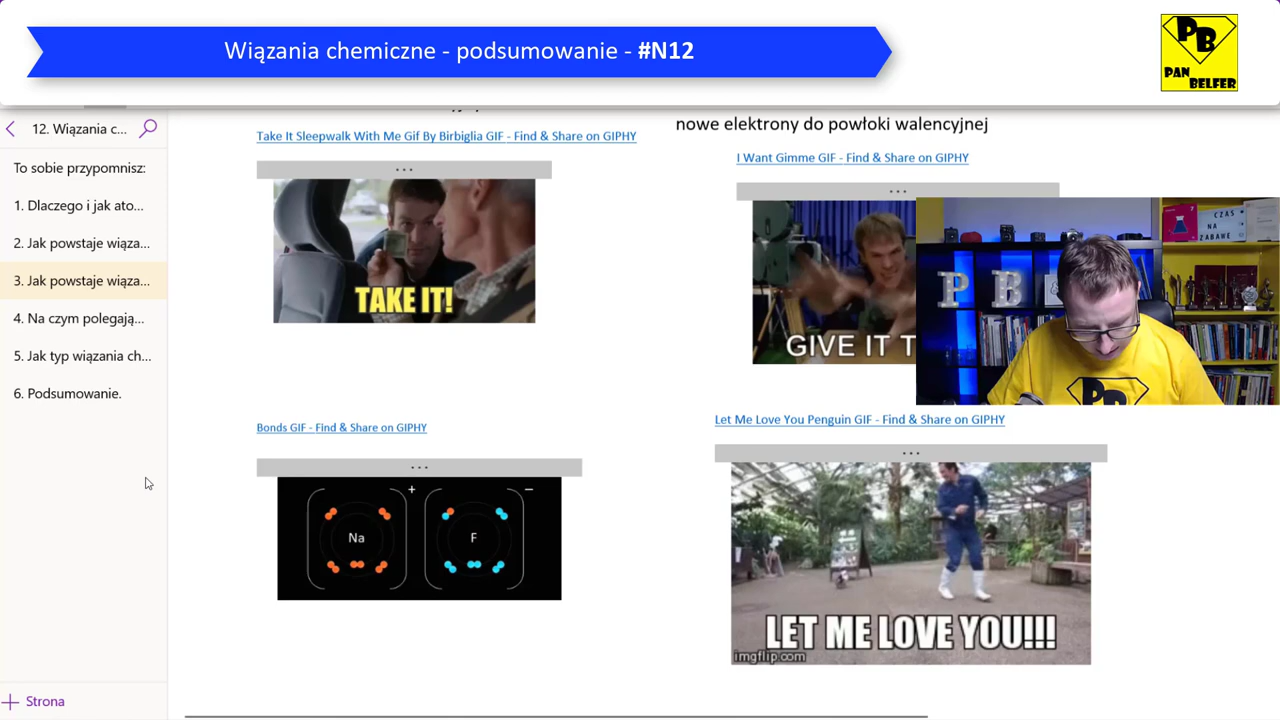 Wiązania chemiczne - podsumowanie - #N12
PB
PAN
BELFER
12. Wiązania c...
To sobie przypomnisz:
1. Dlaczego i jak ato...
2. Jak powstaje wiąza...
3. Jak powstaje wiąza...
4. Na czym polegają...
5. Jak typ wiązania ch...
6. Podsumowanie.
Strona
Take It Sleepwalk With Me Gif By Birbiglia GIF - Find & Share on GIPHY
TAKE IT!
Bonds GIF - Find & Share on GIPHY
+
−
Na
F
nowe elektrony do powłoki walencyjnej
I Want Gimme GIF - Find & Share on GIPHY
GIVE IT T
CZAS
NA
ZABAWĘ
P B
PB
Let Me Love You Penguin GIF - Find & Share on GIPHY
LET ME LOVE YOU!!!
imgflip.com